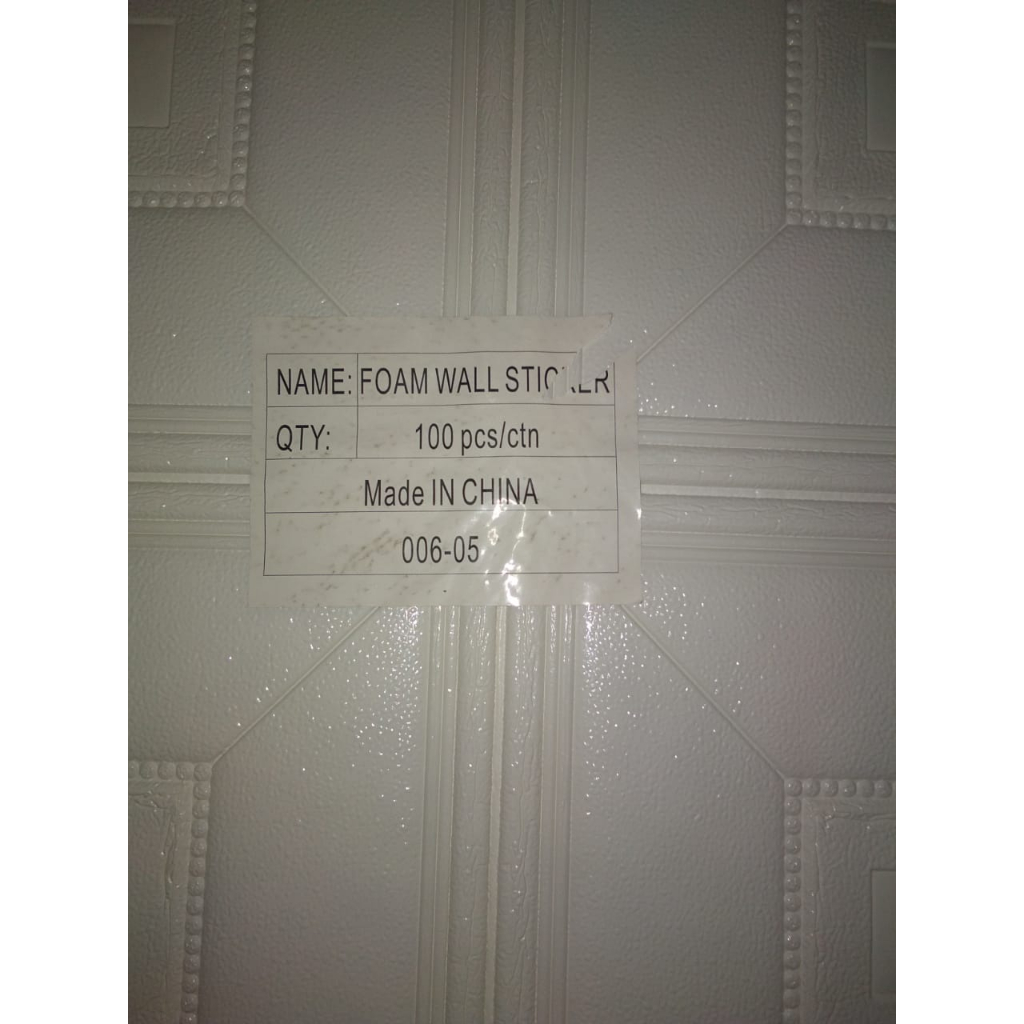 NAME: FOAM WALL STICKER
QTY: 100 pcs/ctn
Made IN CHINA
006-05